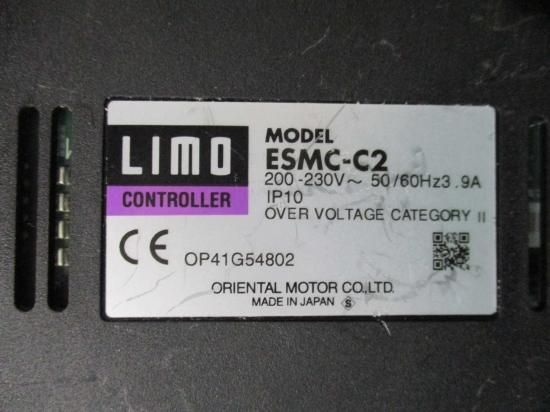 LIMO
CONTROLLER
MODEL
ESMC-C2
200-230V~ 50/60Hz3.9A
IP10
OVER VOLTAGE CATEGORY II
CE OP41G54802
ORIENTAL MOTOR CO.,LTD.
MADE IN JAPAN S